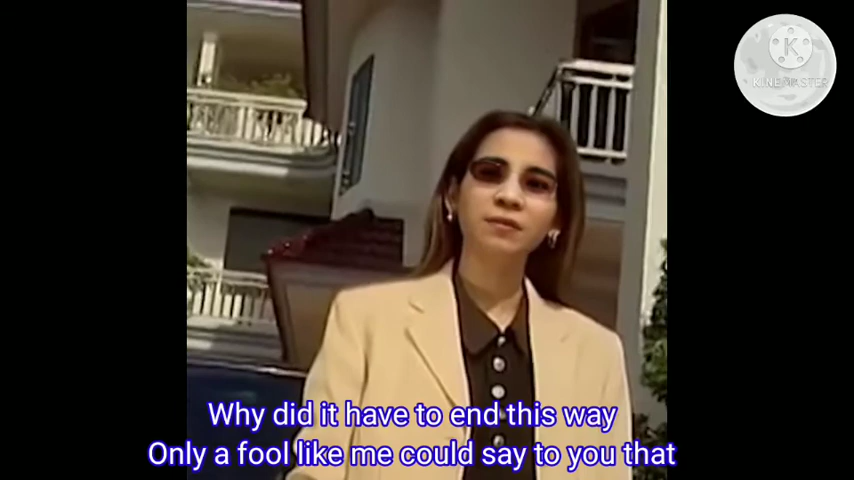 KINEMASTER
Why did it have to end this way
Only a fool like me could say to you that